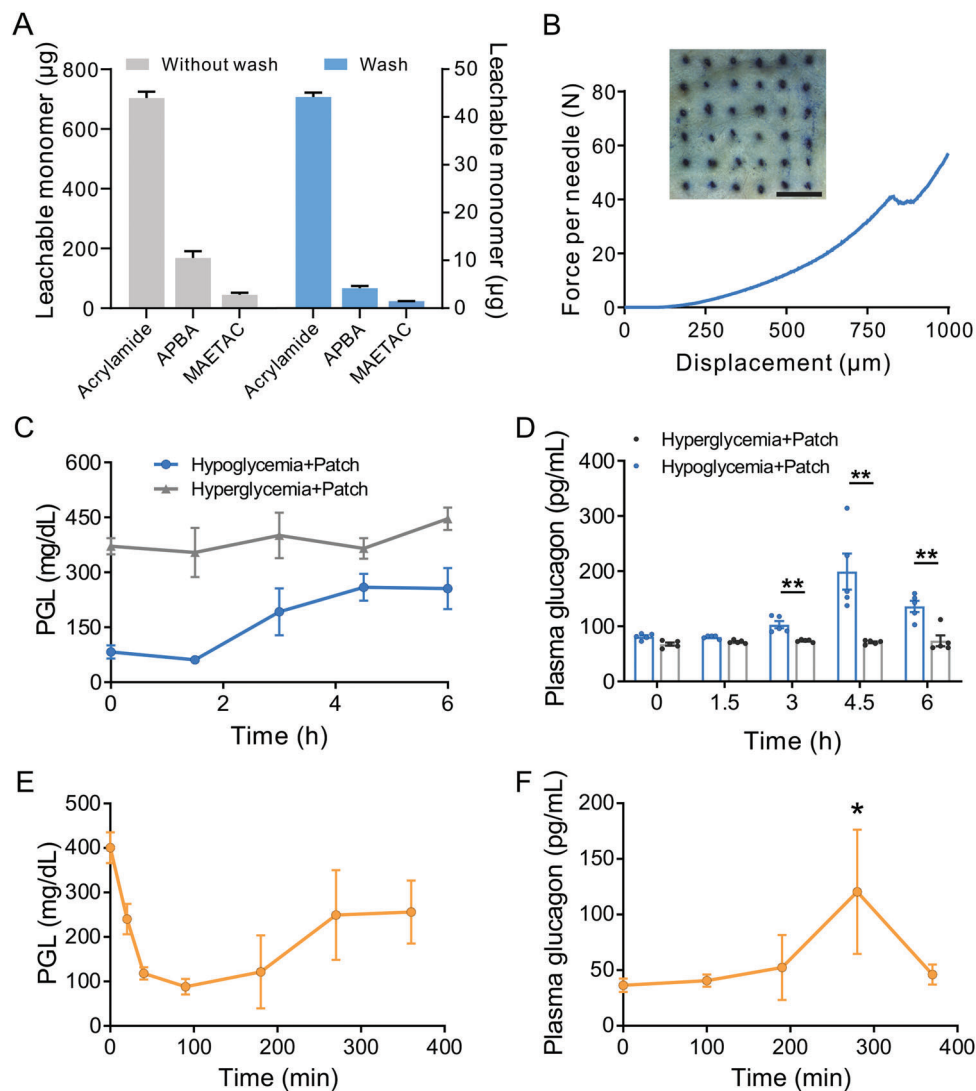 A
Without wash
Wash
Leachable monomer (µg)
800
600
400
200
0
50
40
30
20
10
0
Leachable monomer (µg)
Acrylamide
APBA
MAETAC
Acrylamide
APBA
MAETAC
B
Force per needle (N)
80
60
40
20
0
0
250
500
750
1000
Displacement (µm)
C
Hypoglycemia+Patch
Hyperglycemia+Patch
PGL (mg/dL)
600
450
300
150
0
0
2
4
6
Time (h)
D
Hyperglycemia+Patch
Hypoglycemia+Patch
Plasma glucagon (pg/mL)
400
300
200
100
0
**
**
**
0
1.5
3
4.5
6
Time (h)
E
PGL (mg/dL)
500
400
300
200
100
0
0
100
200
300
400
Time (min)
F
Plasma glucagon (pg/mL)
200
150
100
50
0
*
0
100
200
300
400
Time (min)